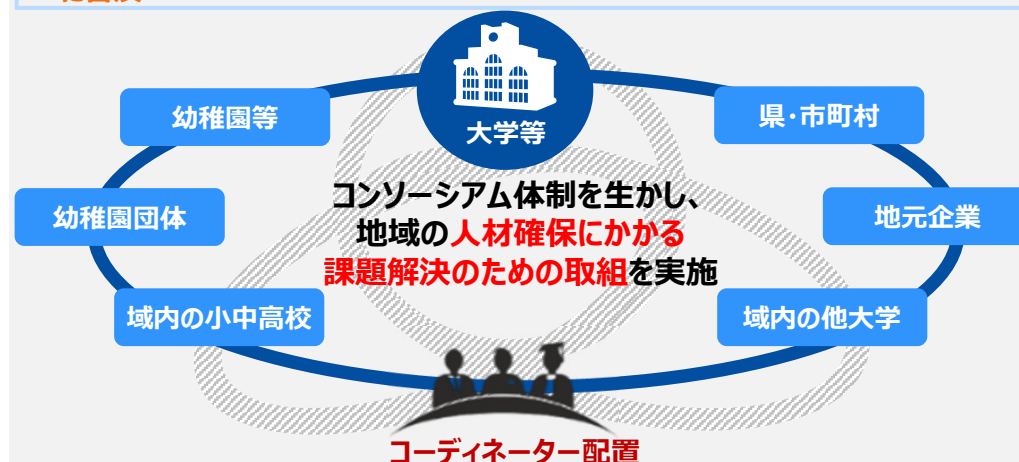 大学等
幼稚園等
県・市町村
幼稚園団体
地元企業
コンソーシアム体制を生かし、
地域の人材確保にかかる
課題解決のための取組を実施
域内の小中高校
域内の他大学
コーディネーター配置